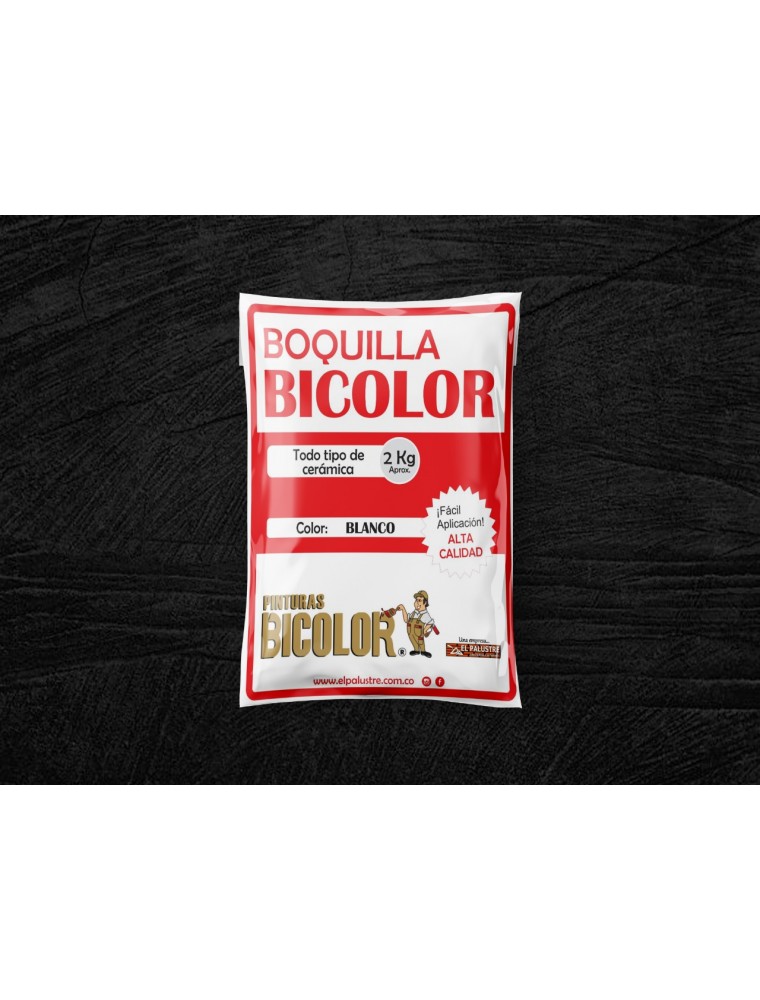 BOQUILLA
BICOLOR
Todo tipo de
cerámica
2 Kg
Aprox.
Color: BLANCO
¡Fácil
Aplicación!
ALTA
CALIDAD
PINTURAS
BICOLOR®
Una empresa...
EL PALUSTRE
www.elpalustre.com.co